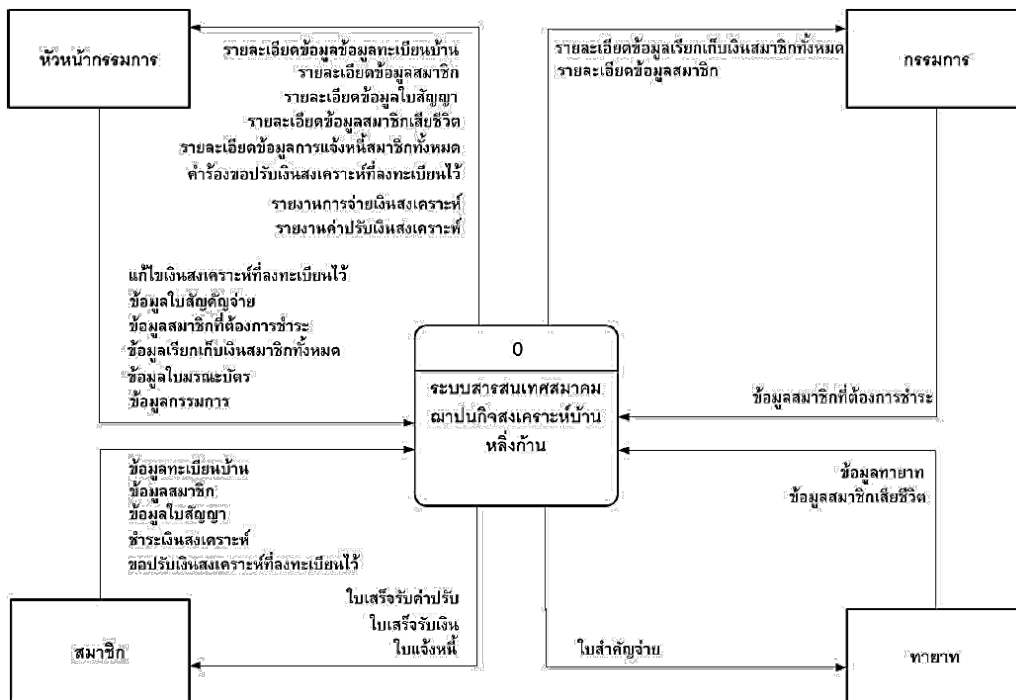 หัวหน้ากรรมการ
รายละเอียดข้อมูลข้อมูลทะเบียนบ้าน
รายละเอียดข้อมูลสมาชิก
รายละเอียดข้อมูลใบสัญญา
รายละเอียดข้อมูลสมาชิกเสียชีวิต
รายละเอียดข้อมูลการแจ้งหนี้สมาชิกทั้งหมด
คำร้องขอปรับเงินสงเคราะห์ที่ลงทะเบียนไว้
รายงานการจ่ายเงินสงเคราะห์
รายงานค่าปรับเงินสงเคราะห์
รายละเอียดข้อมูลเรียกเก็บเงินสมาชิกทั้งหมด
รายละเอียดข้อมูลสมาชิก
กรรมการ
แก้ไขเงินสงเคราะห์ที่ลงทะเบียนไว้
ข้อมูลใบสัญคัญจ่าย
ข้อมูลสมาชิกที่ต้องการชำระ
ข้อมูลเรียกเก็บเงินสมาชิกทั้งหมด
ข้อมูลใบมรณะบัตร
ข้อมูลกรรมการ
0
ระบบสารสนเทศสมาคม
ฌาปนกิจสงเคราะห์บ้าน
หลิ่งก้าน
ข้อมูลสมาชิกที่ต้องการชำระ
ข้อมูลทะเบียนบ้าน
ข้อมูลสมาชิก
ข้อมูลใบสัญญา
ชำระเงินสงเคราะห์
ขอปรับเงินสงเคราะห์ที่ลงทะเบียนไว้
ข้อมูลทายาท
ข้อมูลสมาชิกเสียชีวิต
สมาชิก
ใบเสร็จรับค่าปรับ
ใบเสร็จรับเงิน
ใบแจ้งหนี้
ใบสำคัญจ่าย
ทายาท